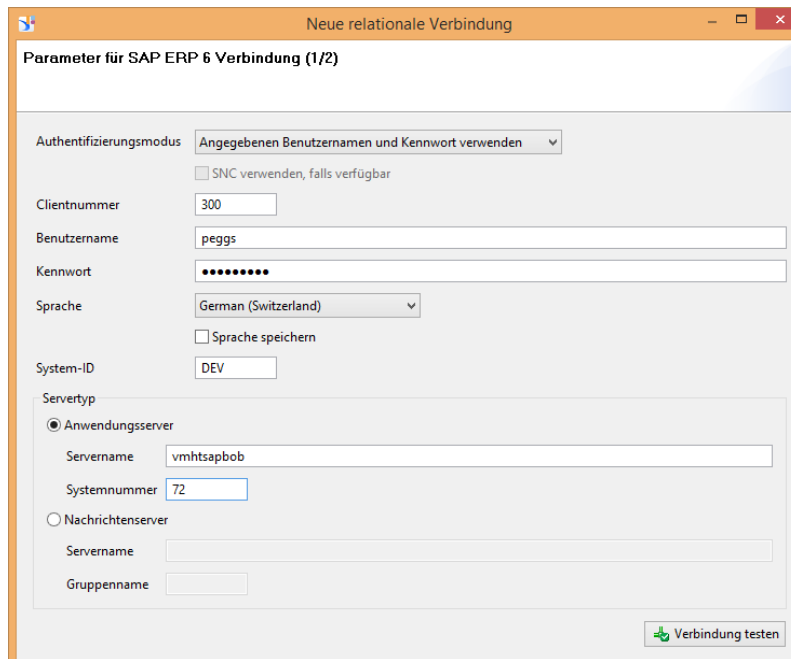 Neue relationale Verbindung
Parameter für SAP ERP 6 Verbindung (1/2)
Authentifizierungsmodus Angegebenen Benutzernamen und Kennwort verwenden
SNC verwenden, falls verfügbar
Clientnummer 300
Benutzername peggs
Kennwort •••••••••
Sprache German (Switzerland)
Sprache speichern
System-ID DEV
Servertyp
Anwendungsserver
Servername vmhtsapbob
Systemnummer 72
Nachrichtenserver
Servername
Gruppenname
Verbindung testen